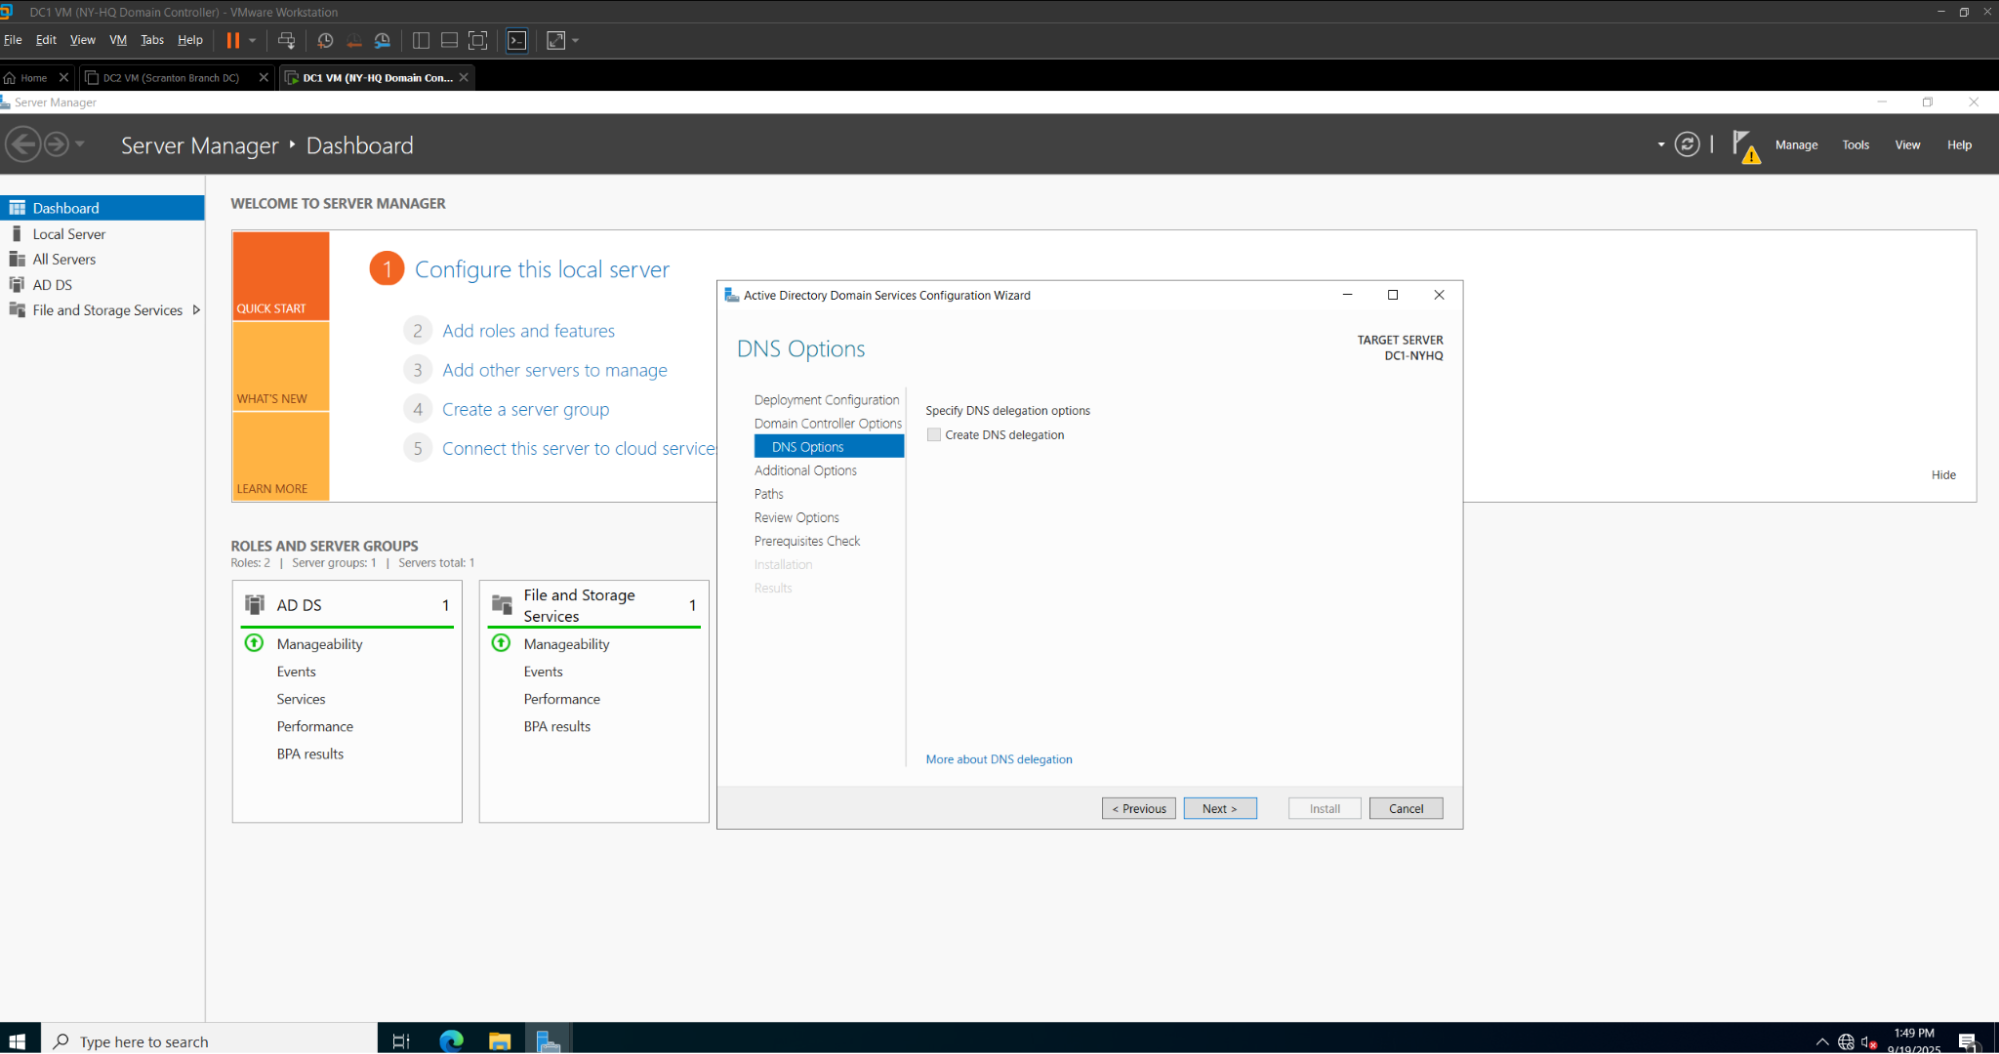 DC1 VM (NY-HQ Domain Controller) - VMware Workstation
File Edit View VM Tabs Help
Home DC2 VM (Scranton Branch DC) DC1 VM (NY-HQ Domain Con...
Server Manager
Server Manager Dashboard
Manage Tools View Help
Dashboard
Local Server
All Servers
AD DS
File and Storage Services
WELCOME TO SERVER MANAGER
QUICK START
WHAT'S NEW
LEARN MORE
1 Configure this local server
2 Add roles and features
3 Add other servers to manage
4 Create a server group
5 Connect this server to cloud services
Hide
ROLES AND SERVER GROUPS
Roles: 2 | Server groups: 1 | Servers total: 1
AD DS 1
Manageability
Events
Services
Performance
BPA results
File and Storage
Services 1
Manageability
Events
Performance
BPA results
Active Directory Domain Services Configuration Wizard
DNS Options
TARGET SERVER
DC1-NYHQ
Deployment Configuration
Domain Controller Options
DNS Options
Additional Options
Paths
Review Options
Prerequisites Check
Installation
Results
Specify DNS delegation options
Create DNS delegation
More about DNS delegation
< Previous Next > Install Cancel
Type here to search
1:49 PM
9/19/2025
1